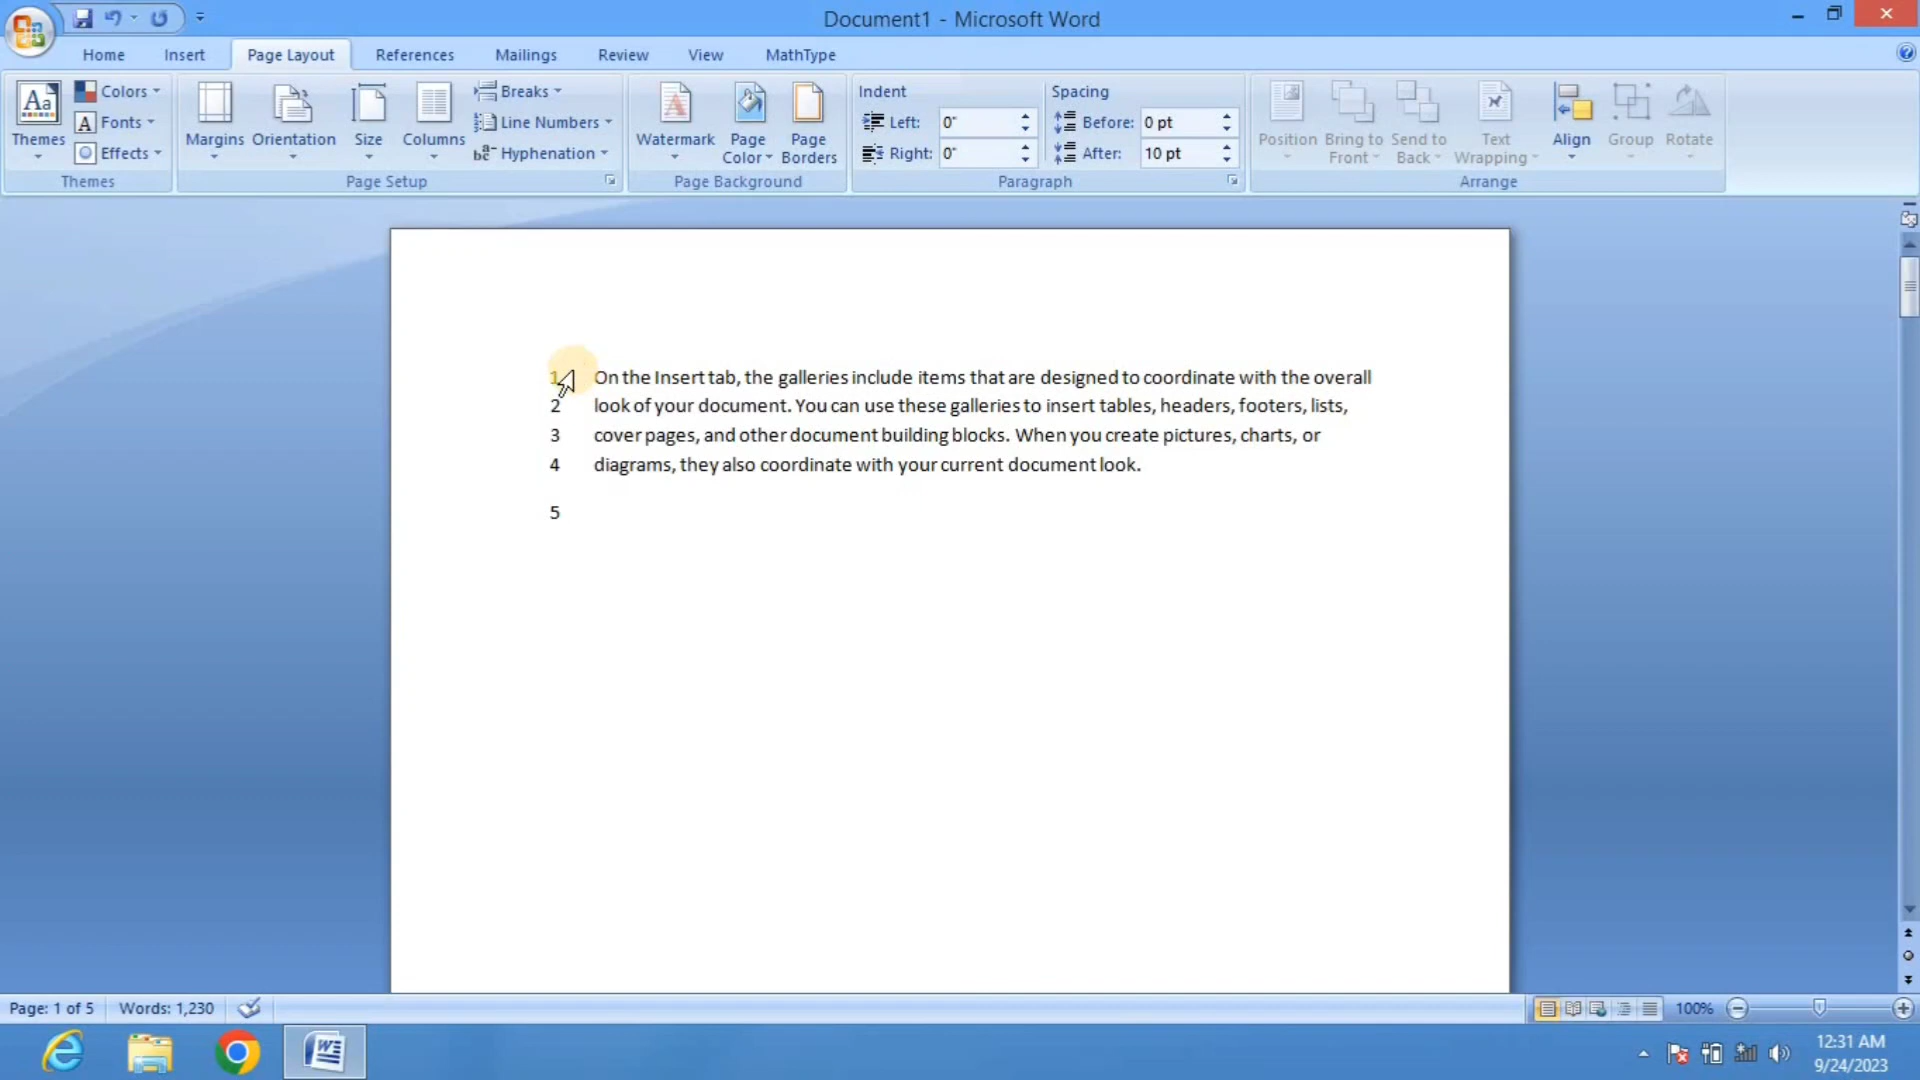 Document1 - Microsoft Word
Home Insert Page Layout References Mailings Review View MathType
Aa Themes
Colors
A Fonts
Effects
Themes
Margins Orientation Size Columns
Breaks
Line Numbers
Hyphenation
Page Setup
Watermark Page Color Page Borders
Page Background
Indent
Left: 0"
Right: 0"
Spacing
Before: 0 pt
After: 10 pt
Paragraph
Position Bring to Front Send to Back Text Wrapping Align Group Rotate
Arrange
1 On the Insert tab, the galleries include items that are designed to coordinate with the overall
2 look of your document. You can use these galleries to insert tables, headers, footers, lists,
3 cover pages, and other document building blocks. When you create pictures, charts, or
4 diagrams, they also coordinate with your current document look.
5
Page: 1 of 5 Words: 1,230 100%
12:31 AM
9/24/2023